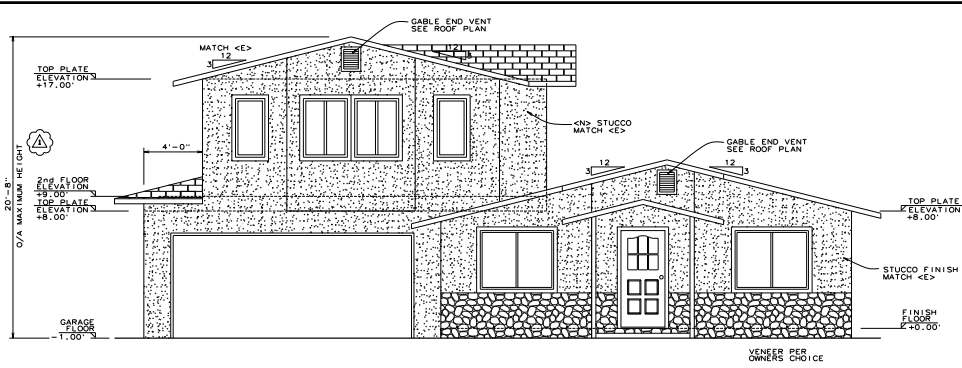 GABLE END VENT
SEE ROOF PLAN
MATCH <E>
12
3
12
3
TOP PLATE
ELEVATION
+17.00'
<N> STUCCO
MATCH <E>
1
4'-0"
GABLE END VENT
SEE ROOF PLAN
12
3
12
3
20'-8"
O/A MAXIMUM HEIGHT
2nd FLOOR
ELEVATION
+9.00'
TOP PLATE
ELEVATION
+8.00'
TOP PLATE
ELEVATION
+8.00'
STUCCO FINISH
MATCH <E>
GARAGE
FLOOR
-1.00'
FINISH
FLOOR
+0.00'
VENEER PER
OWNERS CHOICE